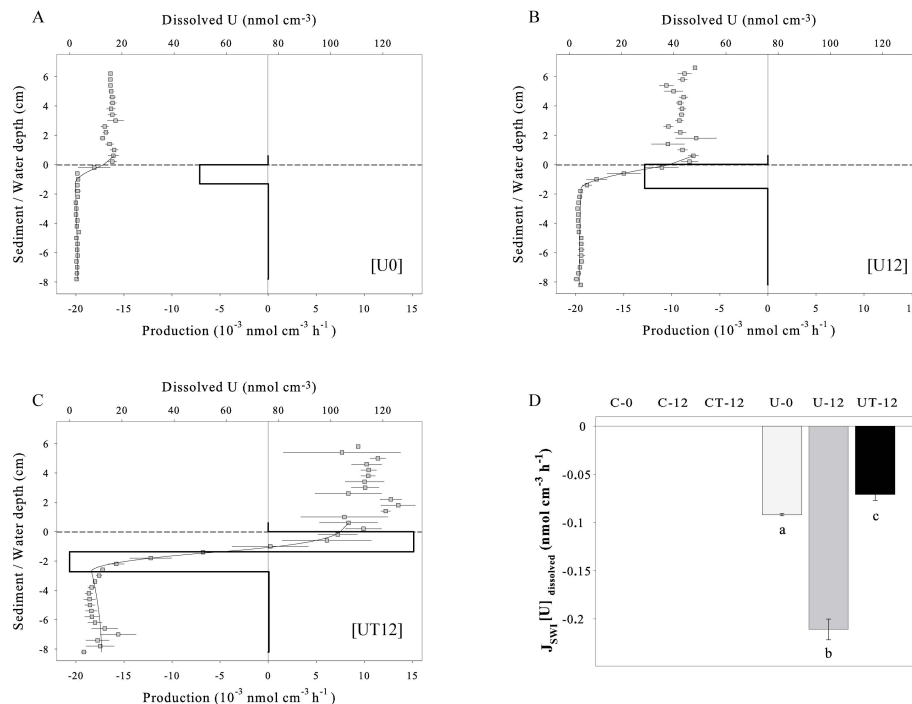 A
Dissolved U (nmol cm-3)
0 20 40 60 80 100 120
Sediment / Water depth (cm)
6
4
2
0
-2
-4
-6
-8
[U0]
-20 -15 -10 -5 0 5 10 15
Production (10-3 nmol cm-3 h-1)
B
Dissolved U (nmol cm-3)
0 20 40 60 80 100 120
Sediment / Water depth (cm)
6
4
2
0
-2
-4
-6
-8
[U12]
-20 -15 -10 -5 0 5 10 15
Production (10-3 nmol cm-3 h-1)
C
Dissolved U (nmol cm-3)
0 20 40 60 80 100 120
Sediment / Water depth (cm)
6
4
2
0
-2
-4
-6
-8
[UT12]
-20 -15 -10 -5 0 5 10 15
Production (10-3 nmol cm-3 h-1)
D
C-0 C-12 CT-12 U-0 U-12 UT-12
JSWI [U] dissolved (nmol cm-3 h-1)
0
-0.05
-0.1
-0.15
-0.2
a
b
c